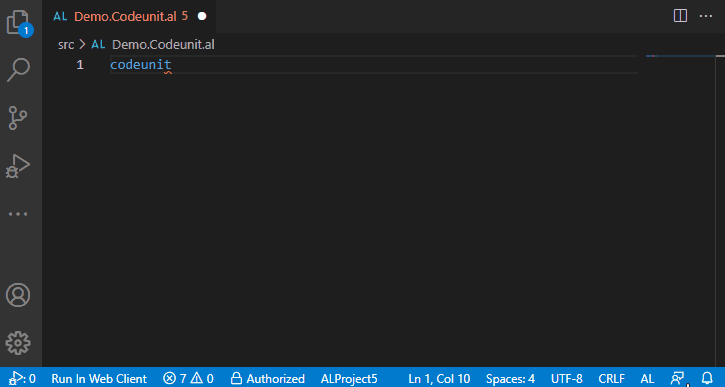 AL Demo.Codeunit.al 5
src > AL Demo.Codeunit.al
1 codeunit
1
: 0 Run In Web Client 7 0 Authorized ALProject5 Ln 1, Col 10 Spaces: 4 UTF-8 CRLF AL